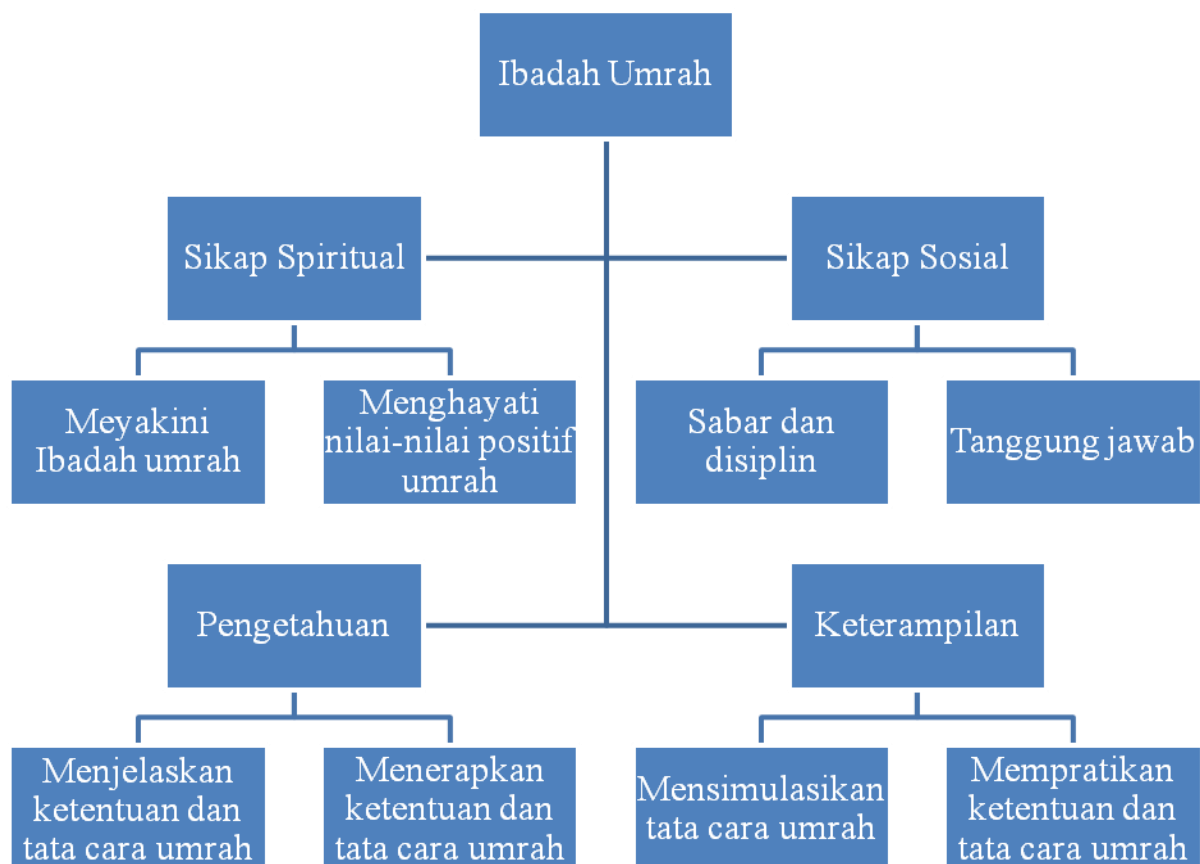 Ibadah Umrah
Sikap Spiritual
Sikap Sosial
Meyakini
Ibadah umrah
Menghayati
nilai-nilai positif
umrah
Sabar dan
disiplin
Tanggung jawab
Pengetahuan
Keterampilan
Menjelaskan
ketentuan dan
tata cara umrah
Menerapkan
ketentuan dan
tata cara umrah
Mensimulasikan
tata cara umrah
Mempratikan
ketentuan dan
tata cara umrah